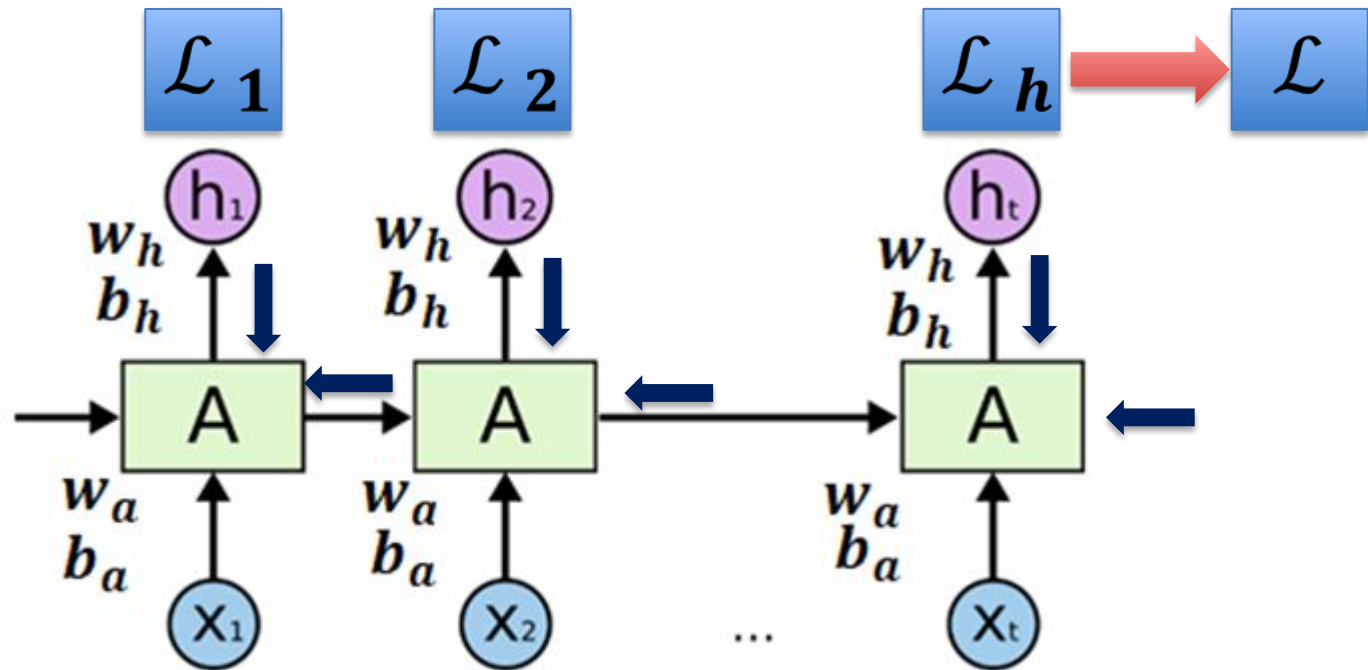 ℒ 1 ℒ 2 ℒ h ℒ
h1 h2 ht
wh wh wh
bh bh bh
A A A
wa wa wa
ba ba ba
x1 x2 ... xt